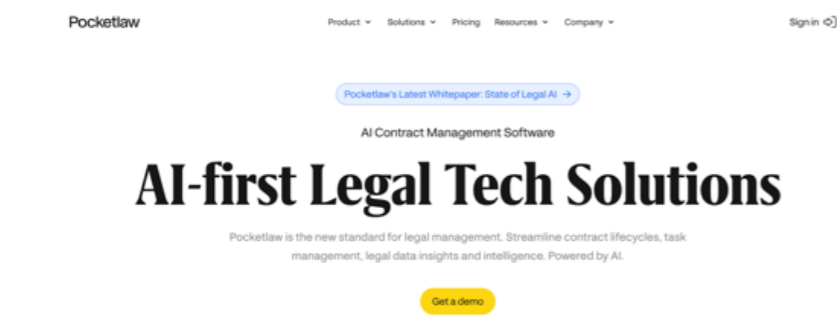 Pocketlaw
Product
Solutions
Pricing
Resources
Company
Sign in
Pocketlaw's Latest Whitepaper: State of Legal AI →
AI Contract Management Software
AI-first Legal Tech Solutions
Pocketlaw is the new standard for legal management. Streamline contract lifecycles, task
management, legal data insights and intelligence. Powered by AI.
Get a demo